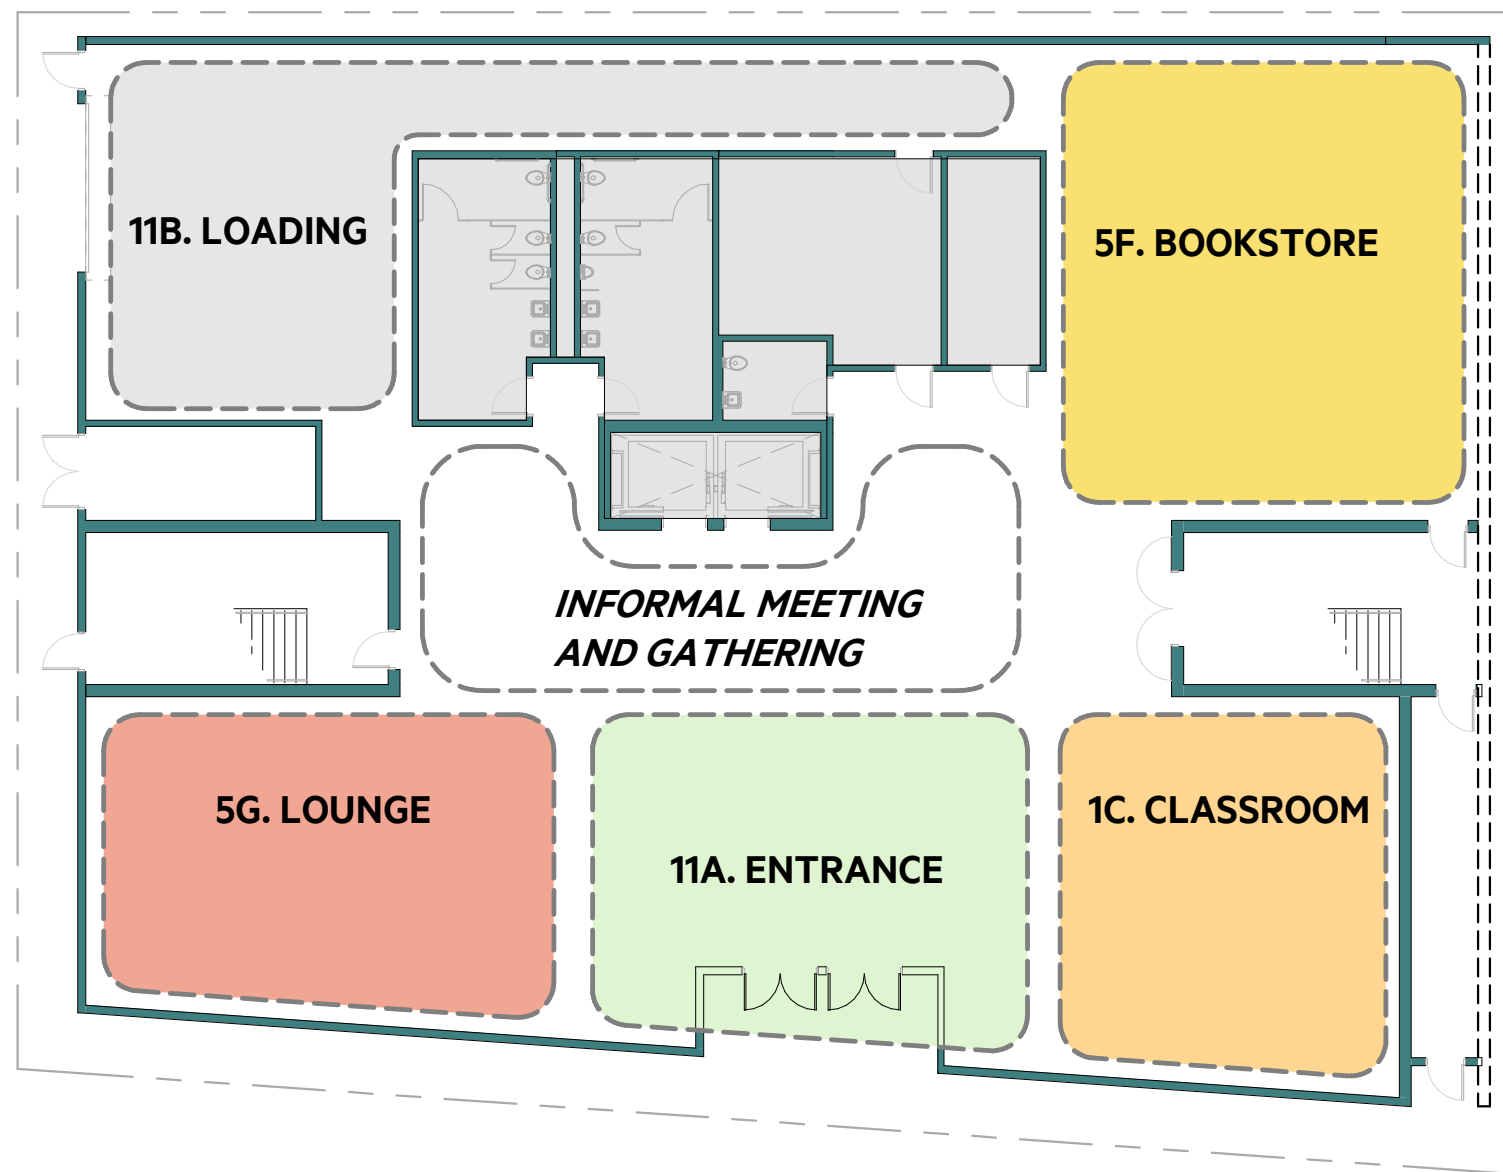 11B. LOADING
5F. BOOKSTORE
INFORMAL MEETING
AND GATHERING
5G. LOUNGE
11A. ENTRANCE
1C. CLASSROOM